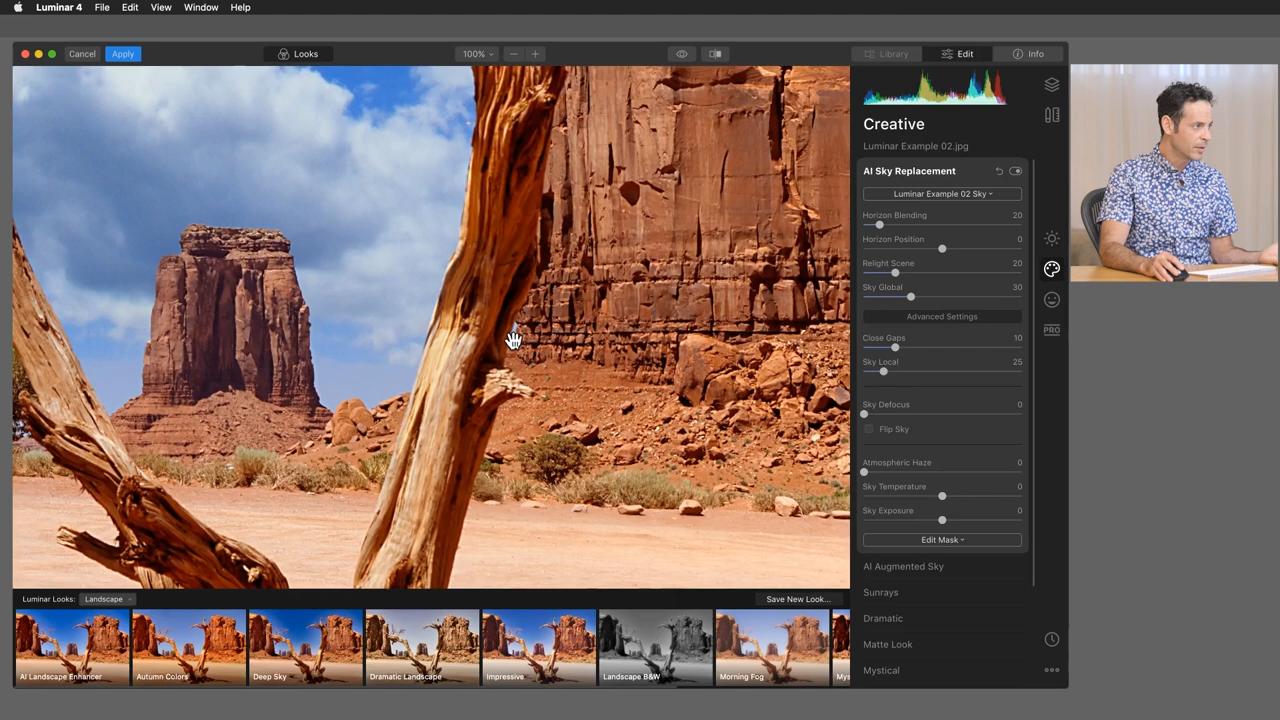 Luminar 4 File Edit View Window Help
Cancel Apply Looks 100% Library Edit Info
Creative
Luminar Example 02.jpg
AI Sky Replacement
Luminar Example 02 Sky
Horizon Blending 20
Horizon Position 0
Relight Scene 20
Sky Global 30
Advanced Settings
Close Gaps 10
Sky Local 25
Sky Defocus 0
Flip Sky
Atmospheric Haze 0
Sky Temperature 0
Sky Exposure 0
Edit Mask
AI Augmented Sky
Sunrays
Dramatic
Matte Look
Mystical
PRO
Luminar Looks: Landscape Save New Look...
AI Landscape Enhancer Autumn Colors Deep Sky Dramatic Landscape Impressive Landscape B&W Morning Fog Mys